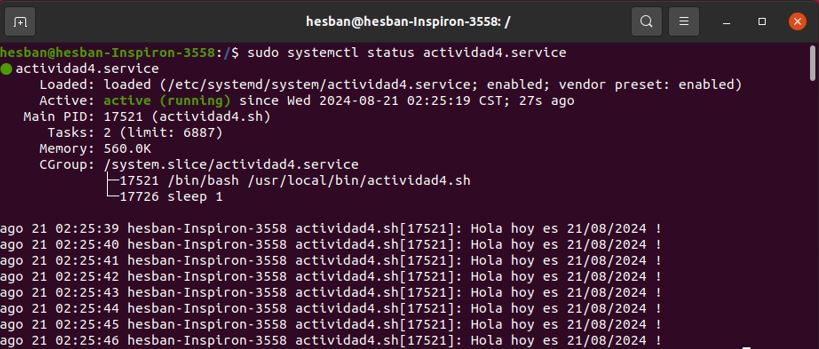 hesban@hesban-Inspiron-3558: /
hesban@hesban-Inspiron-3558:/$ sudo systemctl status actividad4.service
● actividad4.service
Loaded: loaded (/etc/systemd/system/actividad4.service; enabled; vendor preset: enabled)
Active: active (running) since Wed 2024-08-21 02:25:19 CST; 27s ago
Main PID: 17521 (actividad4.sh)
Tasks: 2 (limit: 6887)
Memory: 560.0K
CGroup: /system.slice/actividad4.service
├─17521 /bin/bash /usr/local/bin/actividad4.sh
└─17726 sleep 1
ago 21 02:25:39 hesban-Inspiron-3558 actividad4.sh[17521]: Hola hoy es 21/08/2024 !
ago 21 02:25:40 hesban-Inspiron-3558 actividad4.sh[17521]: Hola hoy es 21/08/2024 !
ago 21 02:25:41 hesban-Inspiron-3558 actividad4.sh[17521]: Hola hoy es 21/08/2024 !
ago 21 02:25:42 hesban-Inspiron-3558 actividad4.sh[17521]: Hola hoy es 21/08/2024 !
ago 21 02:25:43 hesban-Inspiron-3558 actividad4.sh[17521]: Hola hoy es 21/08/2024 !
ago 21 02:25:44 hesban-Inspiron-3558 actividad4.sh[17521]: Hola hoy es 21/08/2024 !
ago 21 02:25:45 hesban-Inspiron-3558 actividad4.sh[17521]: Hola hoy es 21/08/2024 !
ago 21 02:25:46 hesban-Inspiron-3558 actividad4.sh[17521]: Hola hoy es 21/08/2024 !